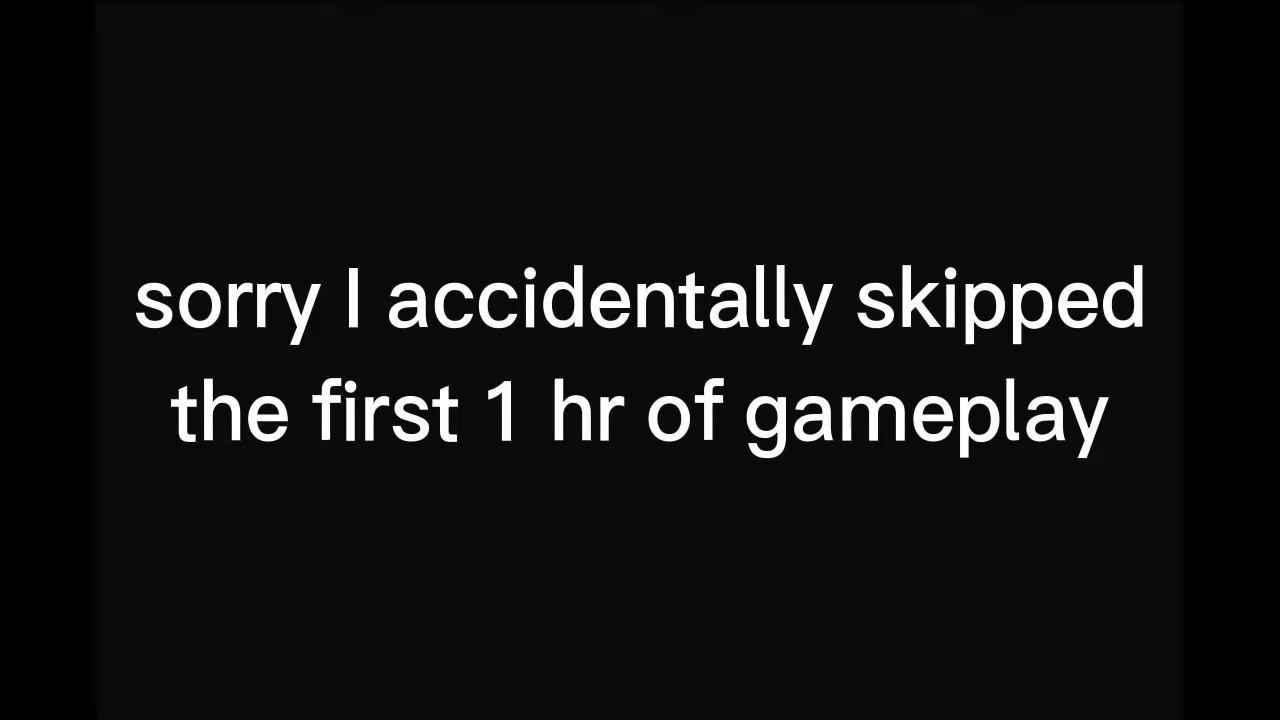 sorry I accidentally skipped
the first 1 hr of gameplay